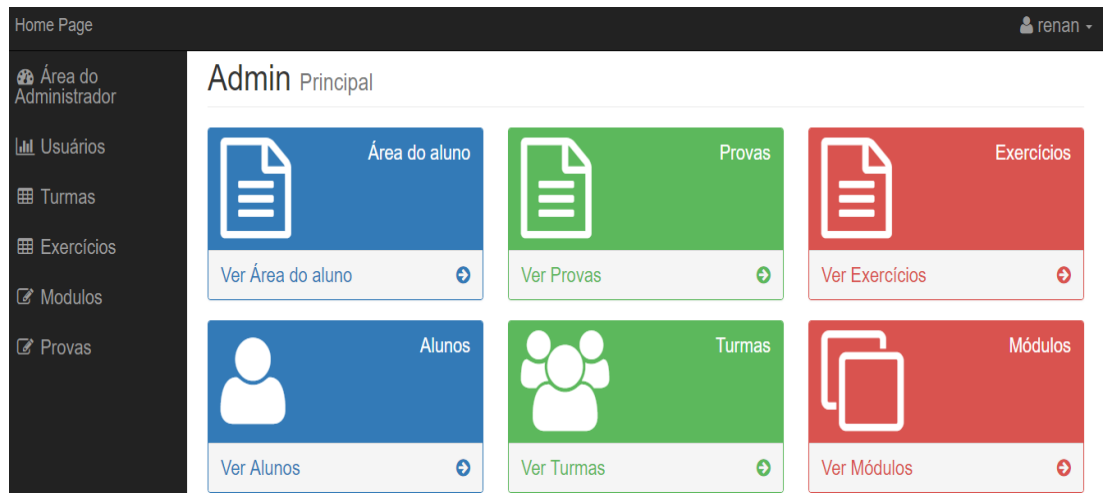 Home Page
renan
Área do
Administrador
Usuários
Turmas
Exercícios
Modulos
Provas
Admin Principal
Área do aluno
Ver Área do aluno
Provas
Ver Provas
Exercícios
Ver Exercícios
Alunos
Ver Alunos
Turmas
Ver Turmas
Módulos
Ver Módulos